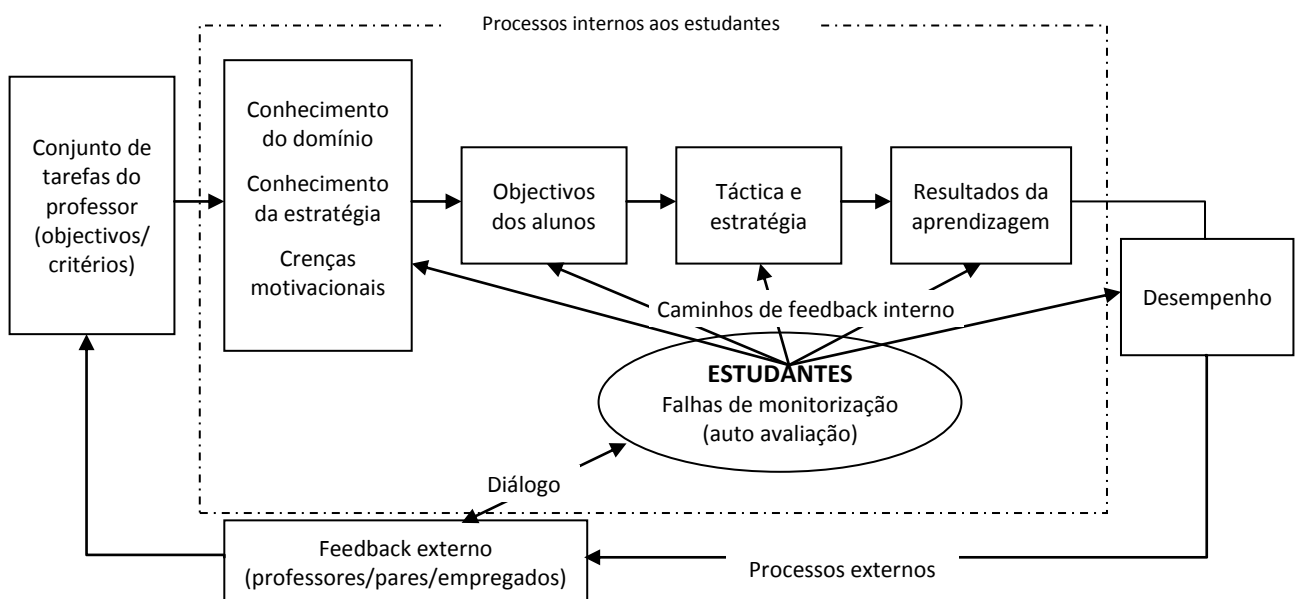 Processos internos aos estudantes
Conjunto de
tarefas do
professor
(objectivos/
critérios)
Conhecimento
do domínio
Conhecimento
da estratégia
Crenças
motivacionais
Objectivos
dos alunos
Táctica e
estratégia
Resultados da
aprendizagem
Desempenho
Caminhos de feedback interno
ESTUDANTES
Falhas de monitorização
(auto avaliação)
Diálogo
Feedback externo
(professores/pares/empregados)
Processos externos